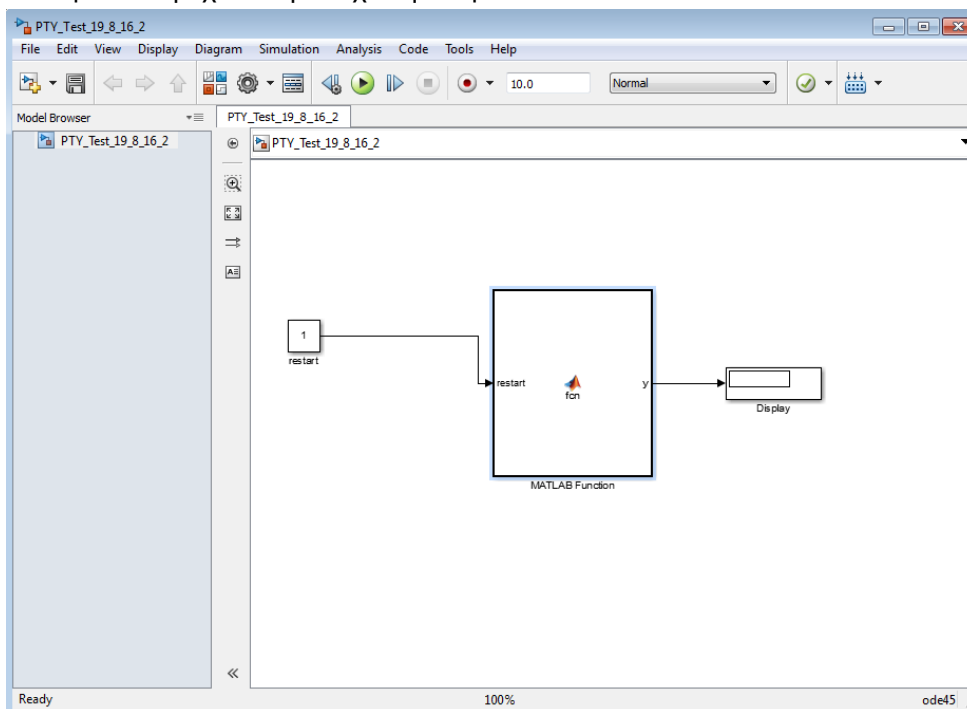 PTY_Test_19_8_16_2
File Edit View Display Diagram Simulation Analysis Code Tools Help
10.0 Normal
Model Browser PTY_Test_19_8_16_2
PTY_Test_19_8_16_2 PTY_Test_19_8_16_2
1
restart
restart fcn y
Display
MATLAB Function
Ready 100% ode45